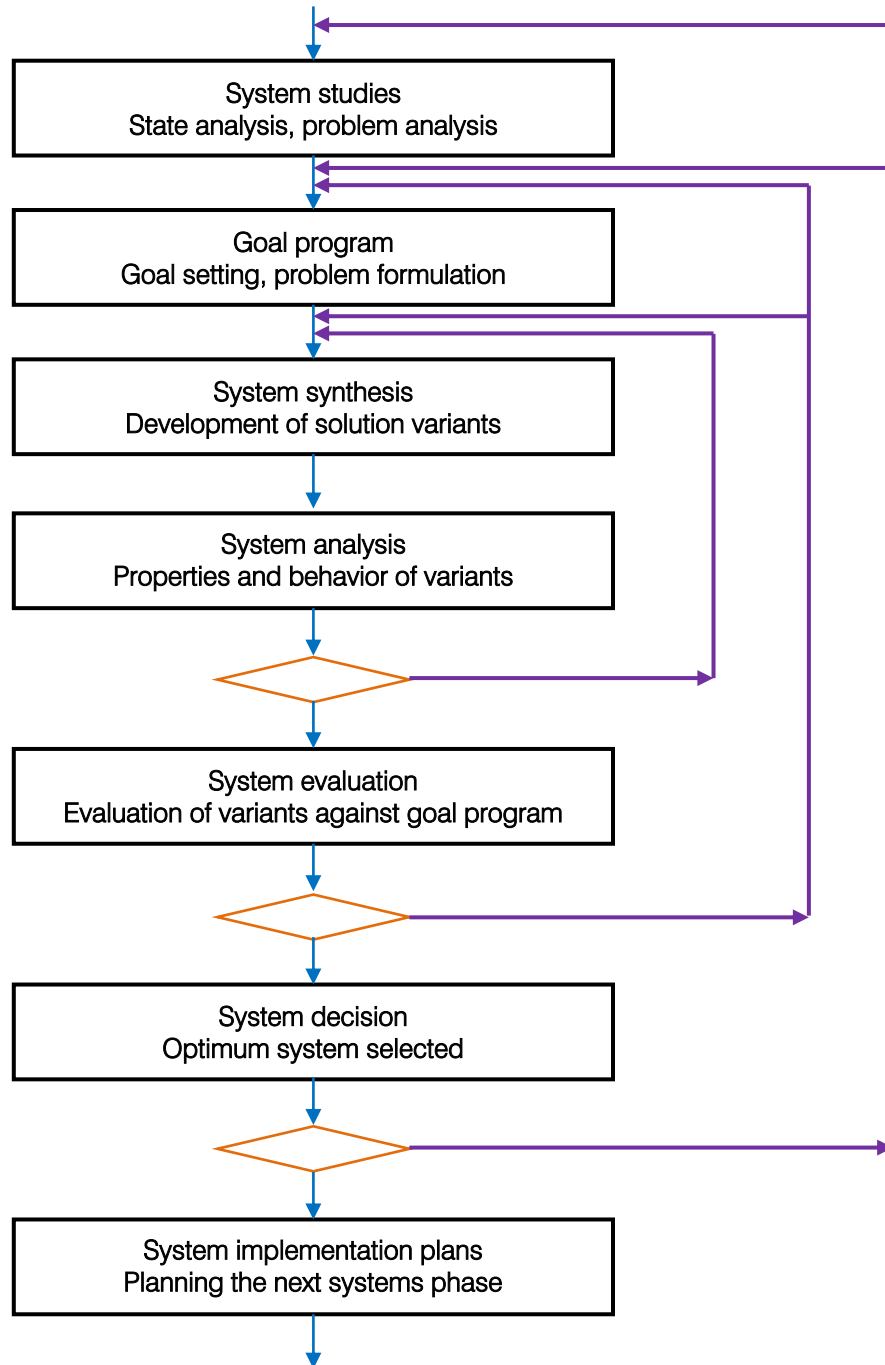 System studies
State analysis, problem analysis
Goal program
Goal setting, problem formulation
System synthesis
Development of solution variants
System analysis
Properties and behavior of variants
System evaluation
Evaluation of variants against goal program
System decision
Optimum system selected
System implementation plans
Planning the next systems phase